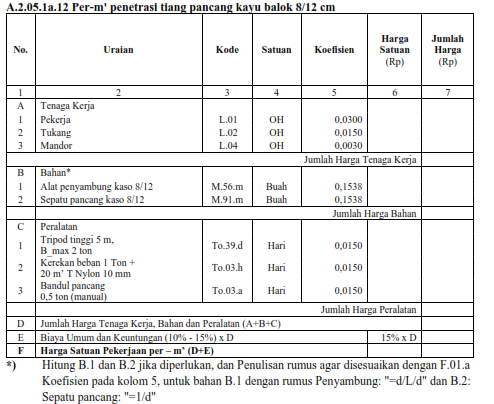 A.2.05.1a.12 Per-m' penetrasi tiang pancang kayu balok 8/12 cm
No. Uraian Kode Satuan Koefisien Harga Satuan (Rp) Jumlah Harga (Rp)
1 2 3 4 5 6 7
A Tenaga Kerja
1 Pekerja L.01 OH 0,0300
2 Tukang L.02 OH 0,0150
3 Mandor L.04 OH 0,0030
Jumlah Harga Tenaga Kerja
B Bahan*
1 Alat penyambung kaso 8/12 M.56.m Buah 0,1538
2 Sepatu pancang kaso 8/12 M.91.m Buah 0,1538
Jumlah Harga Bahan
C Peralatan
1 Tripod tinggi 5 m, B_max 2 ton To.39.d Hari 0,0150
2 Kerekan beban 1 Ton + 20 m' T Nylon 10 mm To.03.h Hari 0,0150
3 Bandul pancang 0,5 ton (manual) To.03.a Hari 0,0150
Jumlah Harga Peralatan
D Jumlah Harga Tenaga Kerja, Bahan dan Peralatan (A+B+C)
E Biaya Umum dan Keuntungan (10% - 15%) x D 15% x D
F Harga Satuan Pekerjaan per – m' (D+E)
*) Hitung B.1 dan B.2 jika diperlukan, dan Penulisan rumus agar disesuaikan dengan F.01.a
Koefisien pada kolom 5, untuk bahan B.1 dengan rumus Penyambung: "=d/L/d" dan B.2:
Sepatu pancang: "=1/d"